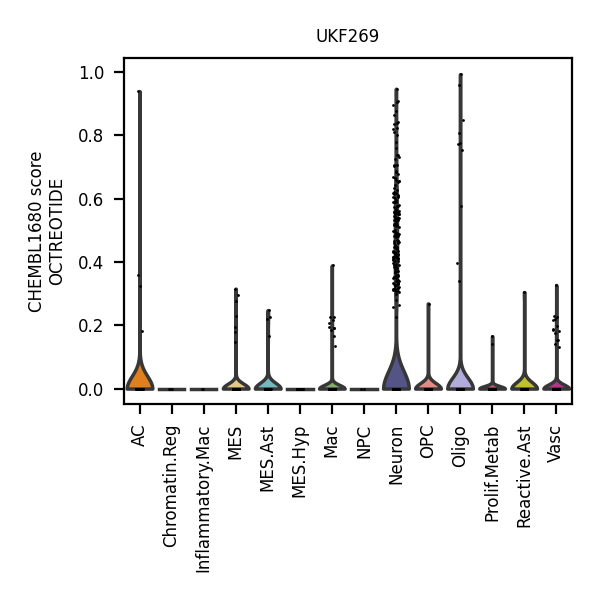 UKF269
CHEMBL1680 score
OCTREOTIDE
1.0
0.8
0.6
0.4
0.2
0.0
AC
Chromatin.Reg
Inflammatory.Mac
MES
MES.Ast
MES.Hyp
Mac
NPC
Neuron
OPC
Oligo
Prolif.Metab
Reactive.Ast
Vasc